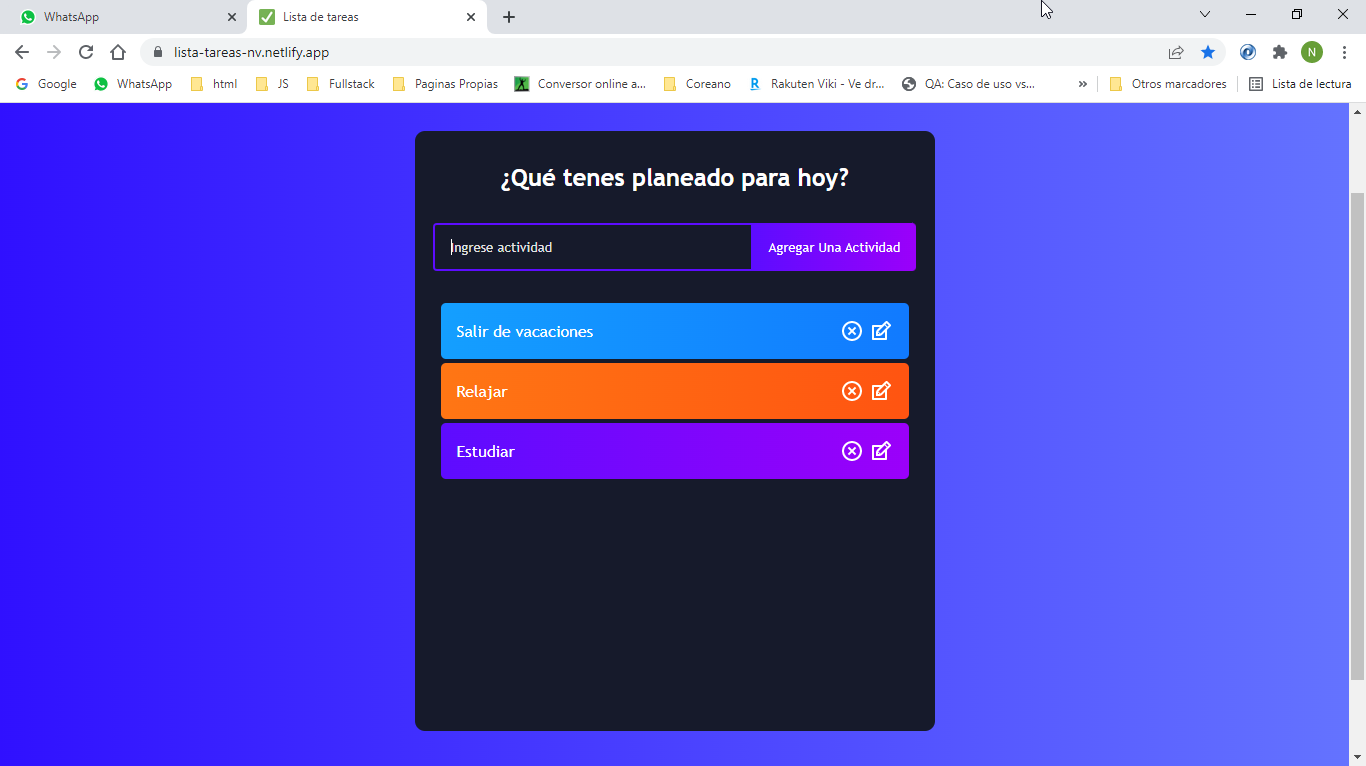 WhatsApp
Lista de tareas
lista-tareas-nv.netlify.app
N
Google
WhatsApp
html
JS
Fullstack
Paginas Propias
Conversor online a...
Coreano
Rakuten Viki - Ve dr...
QA: Caso de uso vs...
»
Otros marcadores
Lista de lectura
¿Qué tenes planeado para hoy?
Ingrese actividad
Agregar Una Actividad
Salir de vacaciones
Relajar
Estudiar